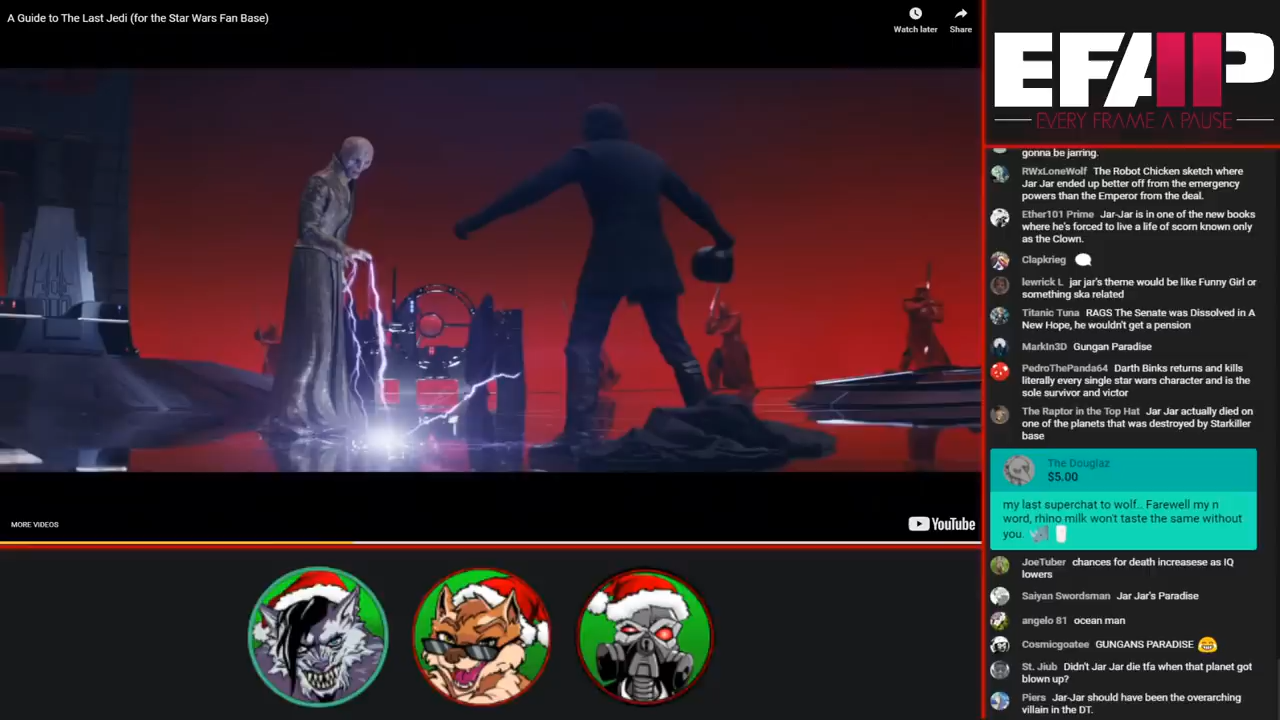 A Guide to The Last Jedi (for the Star Wars Fan Base)
Watch later
Share
MORE VIDEOS
YouTube
EFAP
EVERY FRAME A PAUSE
gonna be jarring.
RWxLoneWolf The Robot Chicken sketch where
Jar Jar ended up better off from the emergency
powers than the Emperor from the deal.
Ether101 Prime Jar-Jar is in one of the new books
where he's forced to live a life of scorn known only
as the Clown.
Clapkrieg
lewrick L jar jar's theme would be like Funny Girl or
something ska related
Titanic Tuna RAGS The Senate was Dissolved in A
New Hope, he wouldn't get a pension
MarkIn3D Gungan Paradise
PedroThePanda64 Darth Binks returns and kills
literally every single star wars character and is the
sole survivor and victor
The Raptor in the Top Hat Jar Jar actually died on
one of the planets that was destroyed by Starkiller
base
The Douglaz
$5.00
my last superchat to wolf.. Farewell my n
word, rhino milk won't taste the same without
you.
JoeTuber chances for death increasese as IQ
lowers
Saiyan Swordsman Jar Jar's Paradise
angelo 81 ocean man
Cosmicgoatee GUNGANS PARADISE
St. Jiub Didn't Jar Jar die tfa when that planet got
blown up?
Piers Jar-Jar should have been the overarching
villain in the DT.